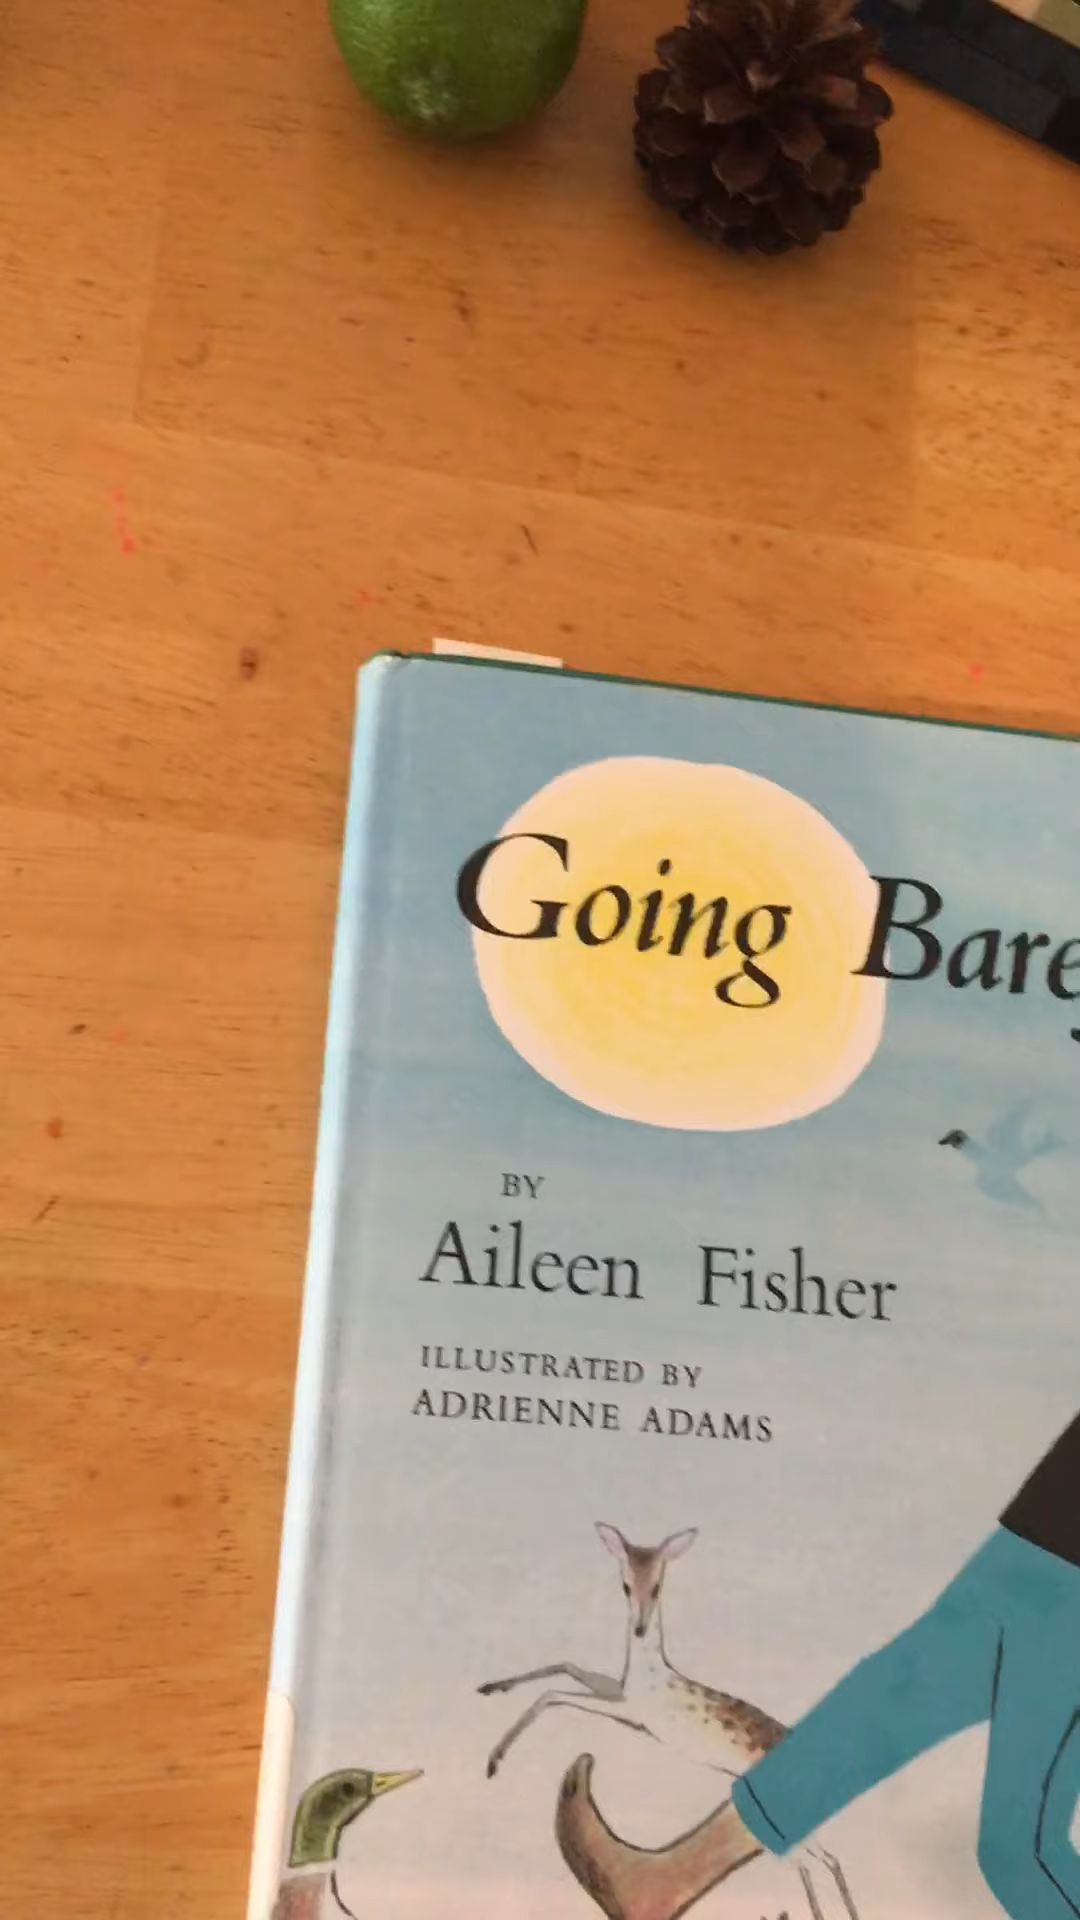 Going Bare
BY
Aileen Fisher
ILLUSTRATED BY
ADRIENNE ADAMS